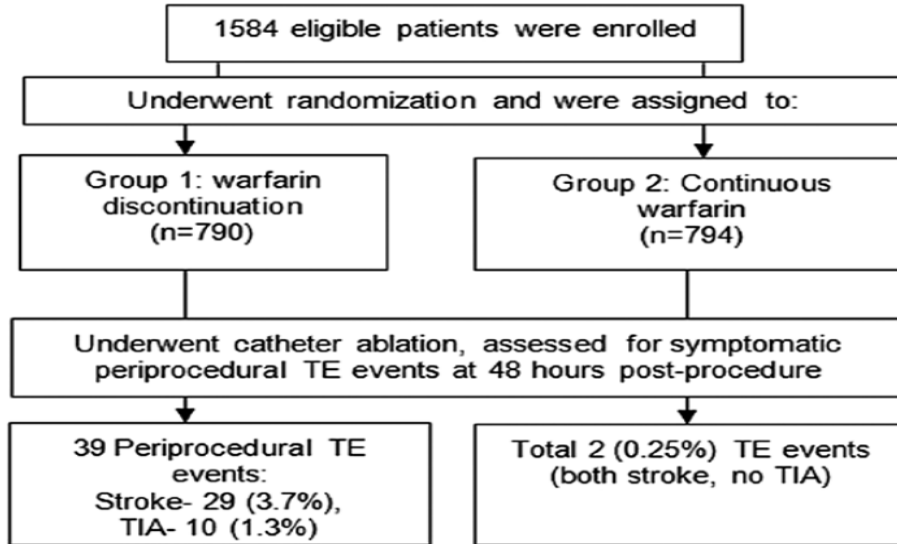 1584 eligible patients were enrolled
Underwent randomization and were assigned to:
Group 1: warfarin
discontinuation
(n=790)
Group 2: Continuous
warfarin
(n=794)
Underwent catheter ablation, assessed for symptomatic
periprocedural TE events at 48 hours post-procedure
39 Periprocedural TE
events:
Stroke- 29 (3.7%),
TIA- 10 (1.3%)
Total 2 (0.25%) TE events
(both stroke, no TIA)